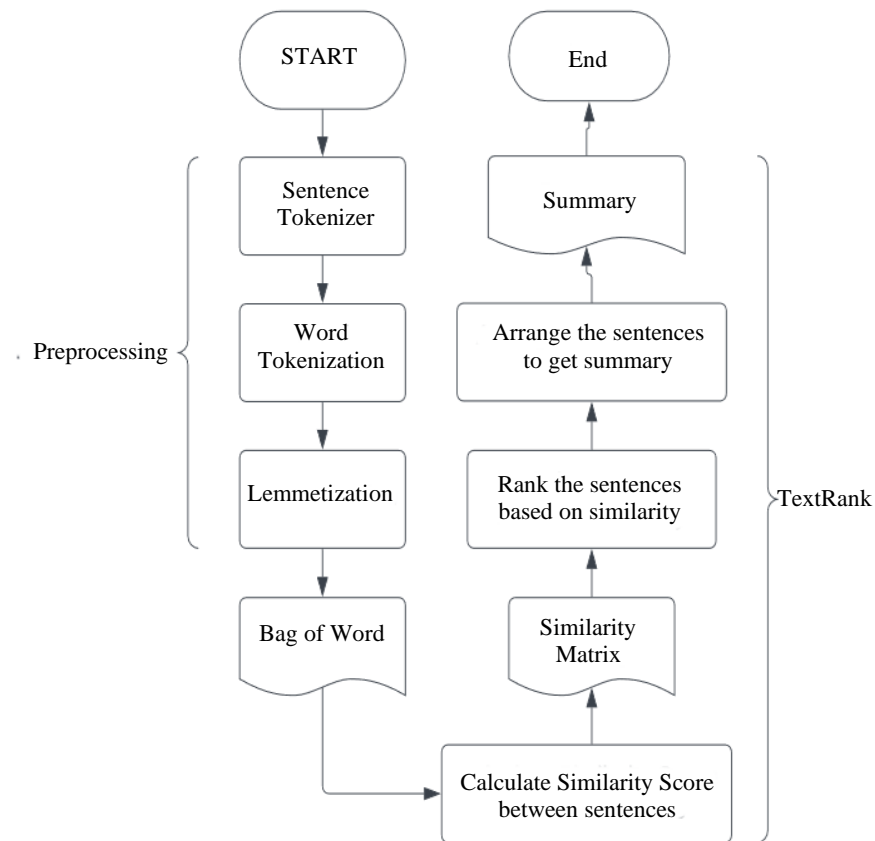 START
Sentence
Tokenizer
Preprocessing
Word
Tokenization
Lemmetization
Bag of Word
Calculate Similarity Score
between sentences
Similarity
Matrix
Rank the sentences
based on similarity
TextRank
Arrange the sentences
to get summary
Summary
End